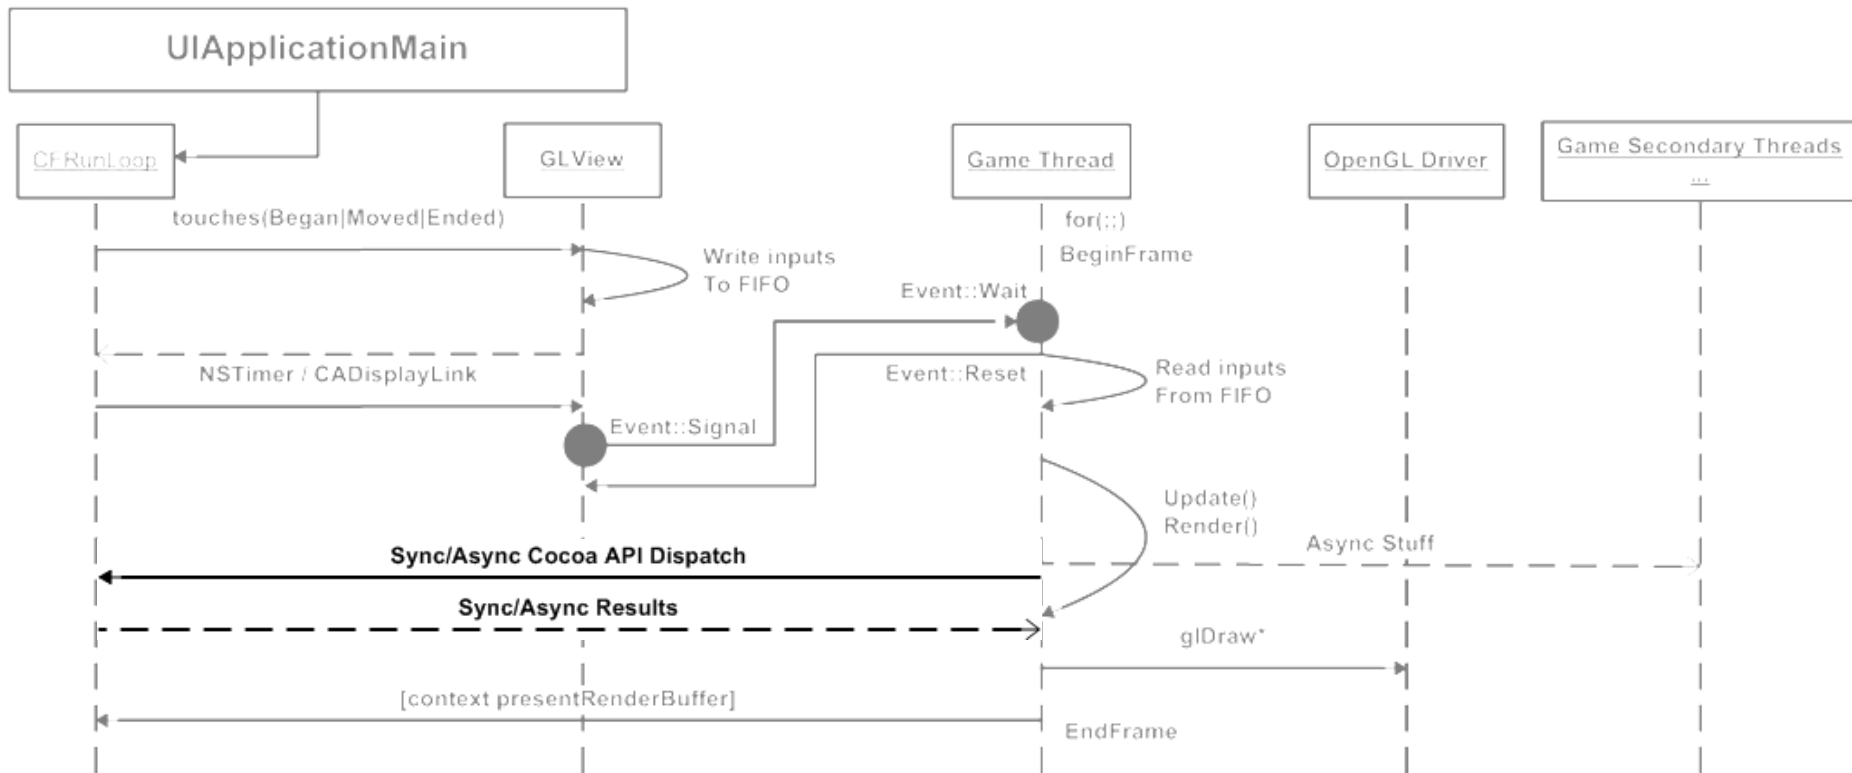 UIApplicationMain
CFRunLoop
GLView
Game Thread
OpenGL Driver
Game Secondary Threads
...
touches(Began|Moved|Ended)
for(;;)
BeginFrame
Write inputs
To FIFO
Event::Wait
NSTimer / CADisplayLink
Event::Reset
Read inputs
From FIFO
Event::Signal
Update()
Render()
Async Stuff
Sync/Async Cocoa API Dispatch
Sync/Async Results
glDraw*
[context presentRenderBuffer]
EndFrame